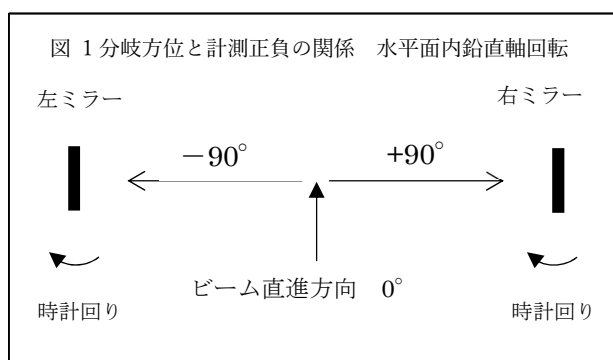 図 1分岐方位と計測正負の関係　水平面内鉛直軸回転
左ミラー
右ミラー
－90°
+90°
ビーム直進方向　0°
時計回り
時計回り